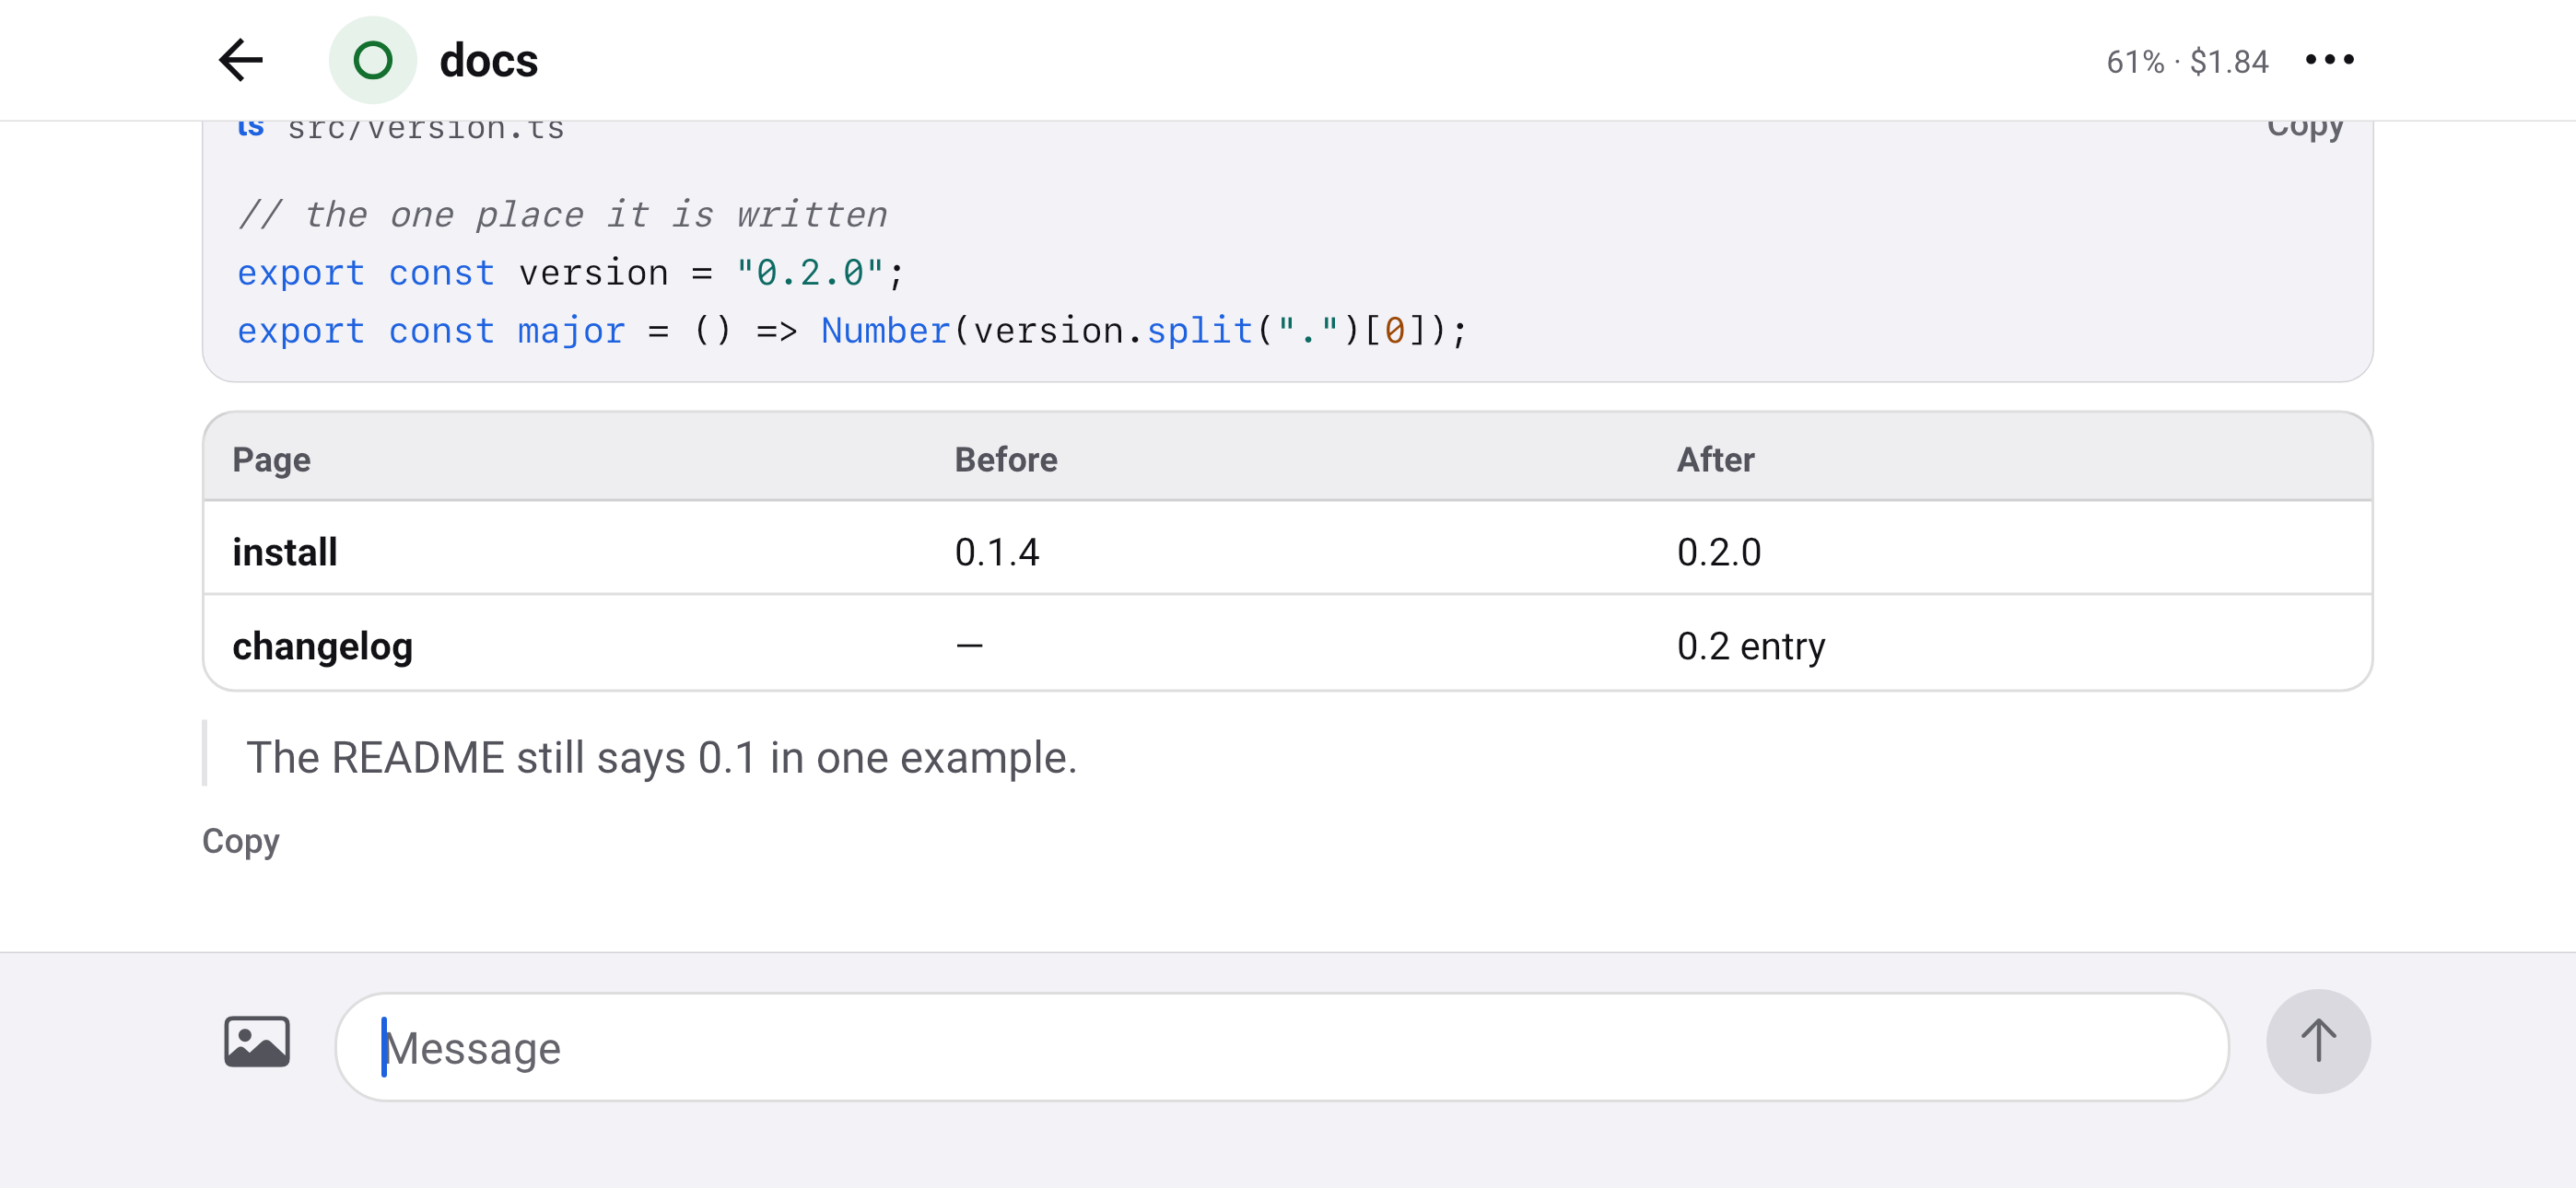 docs
61% · $1.84
ts src/version.ts
Copy
// the one place it is written
export const version = "0.2.0";
export const major = () => Number(version.split(".")[0]);
Page Before After
install 0.1.4 0.2.0
changelog — 0.2 entry
The README still says 0.1 in one example.
Copy
Message